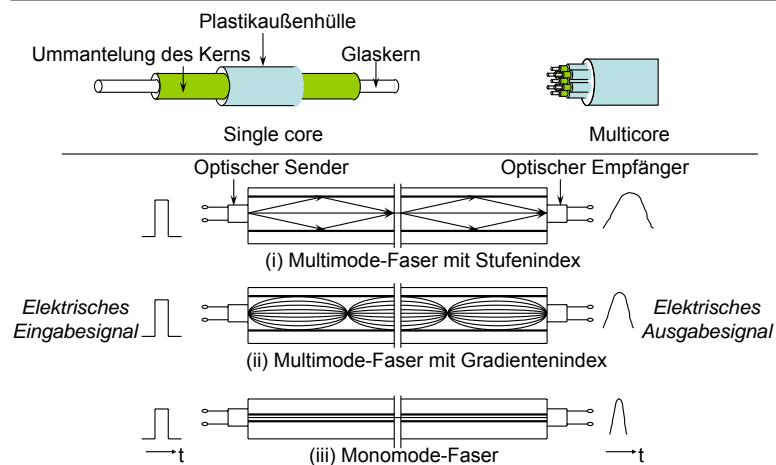 Plastikaußenhülle
Ummantelung des Kerns
Glaskern
Single core
Multicore
Optischer Sender
Optischer Empfänger
(i) Multimode-Faser mit Stufenindex
Elektrisches
Eingabesignal
Elektrisches
Ausgabesignal
(ii) Multimode-Faser mit Gradientenindex
t
(iii) Monomode-Faser
t